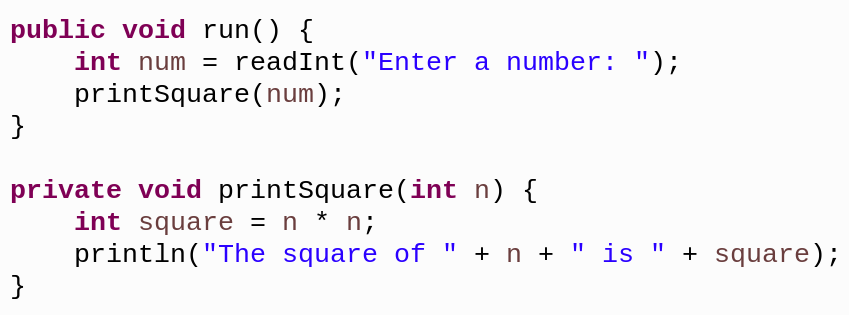 public void run() {
    int num = readInt("Enter a number: ");
    printSquare(num);
}

private void printSquare(int n) {
    int square = n * n;
    println("The square of " + n + " is " + square);
}